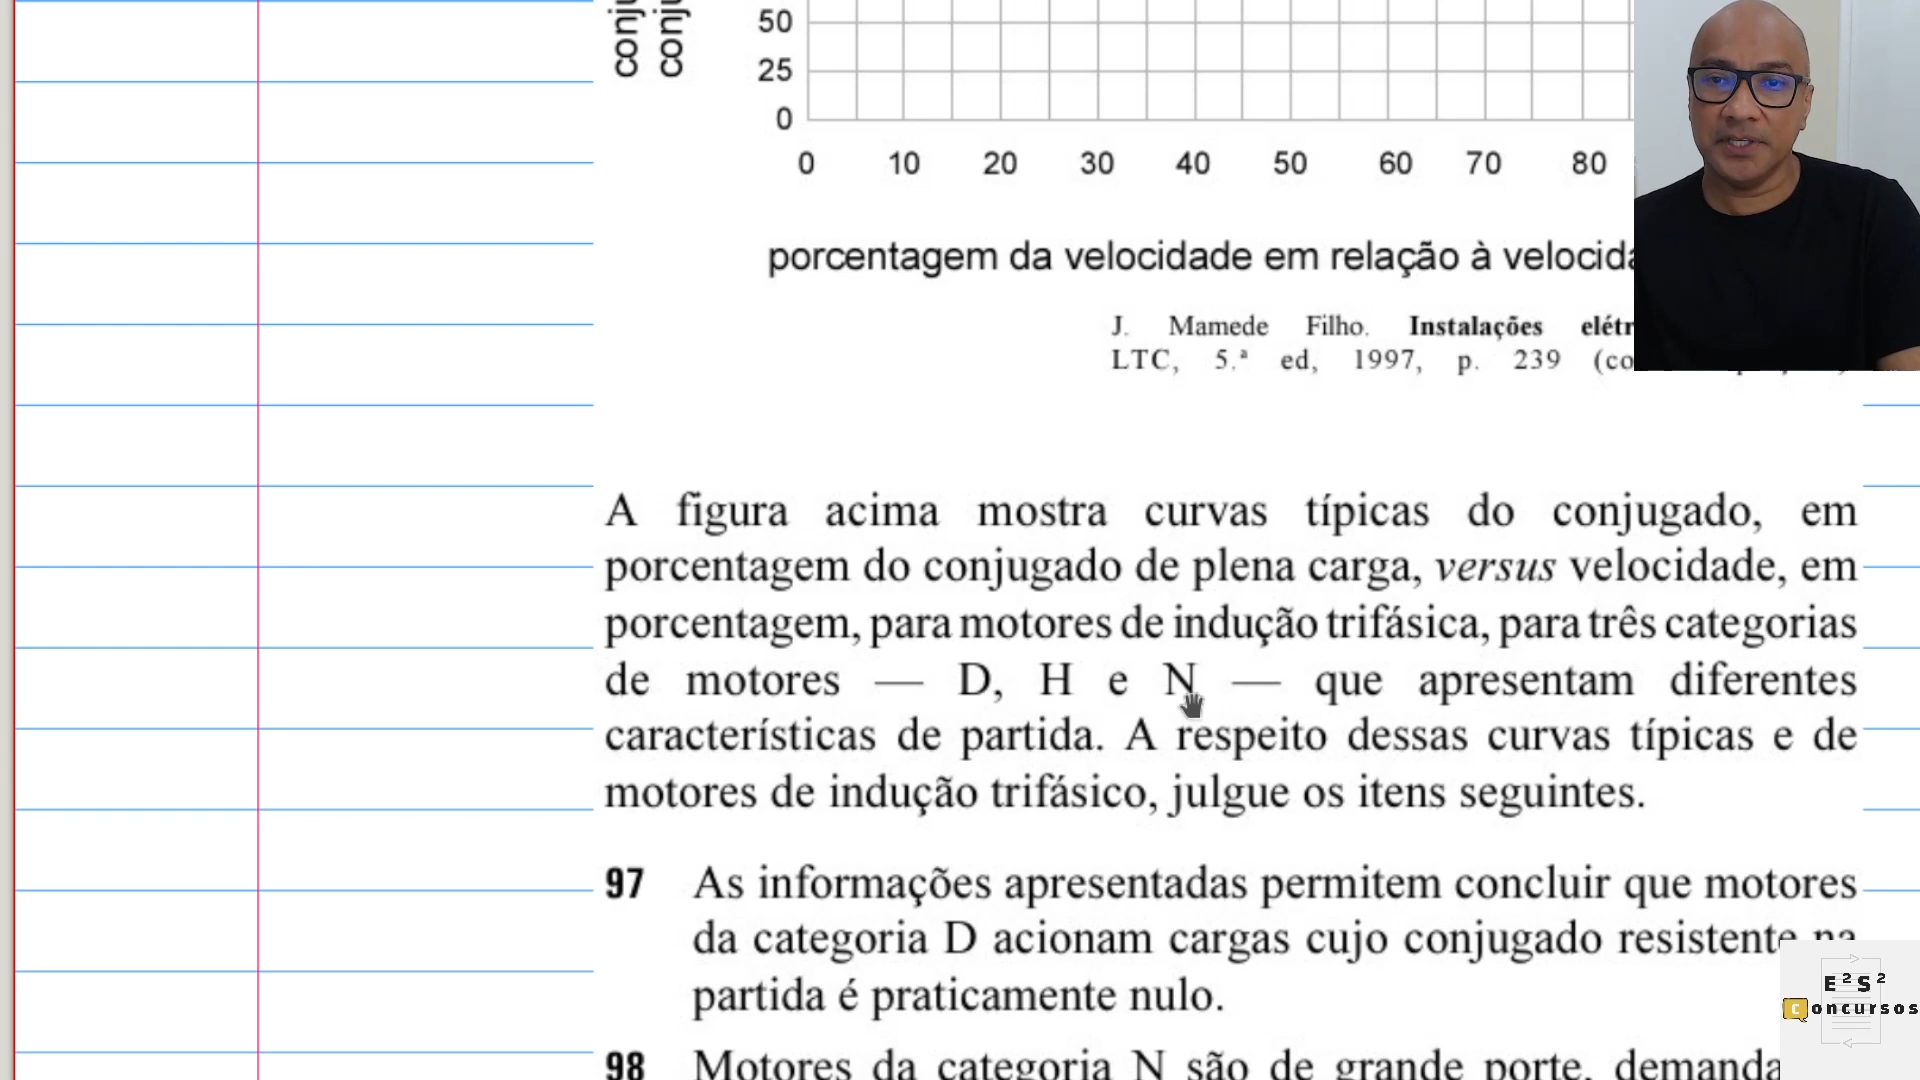 conju
conju
50
25
0
0 10 20 30 40 50 60 70 80
porcentagem da velocidade em relação à
J. Mamede Filho. Instalações
LTC, 5.ª ed, 1997, p. 239
A figura acima mostra curvas típicas do conjugado, em
porcentagem do conjugado de plena carga, versus velocidade, em
porcentagem, para motores de indução trifásica, para três categorias
de motores — D, H e N — que apresentam diferentes
características de partida. A respeito dessas curvas típicas e de
motores de indução trifásico, julgue os itens seguintes.
97 As informações apresentadas permitem concluir que motores
da categoria D acionam cargas cujo conjugado resistente na
partida é praticamente nulo.
98 Motores da categoria N são de grande porte, demanda
E²S²
Concursos